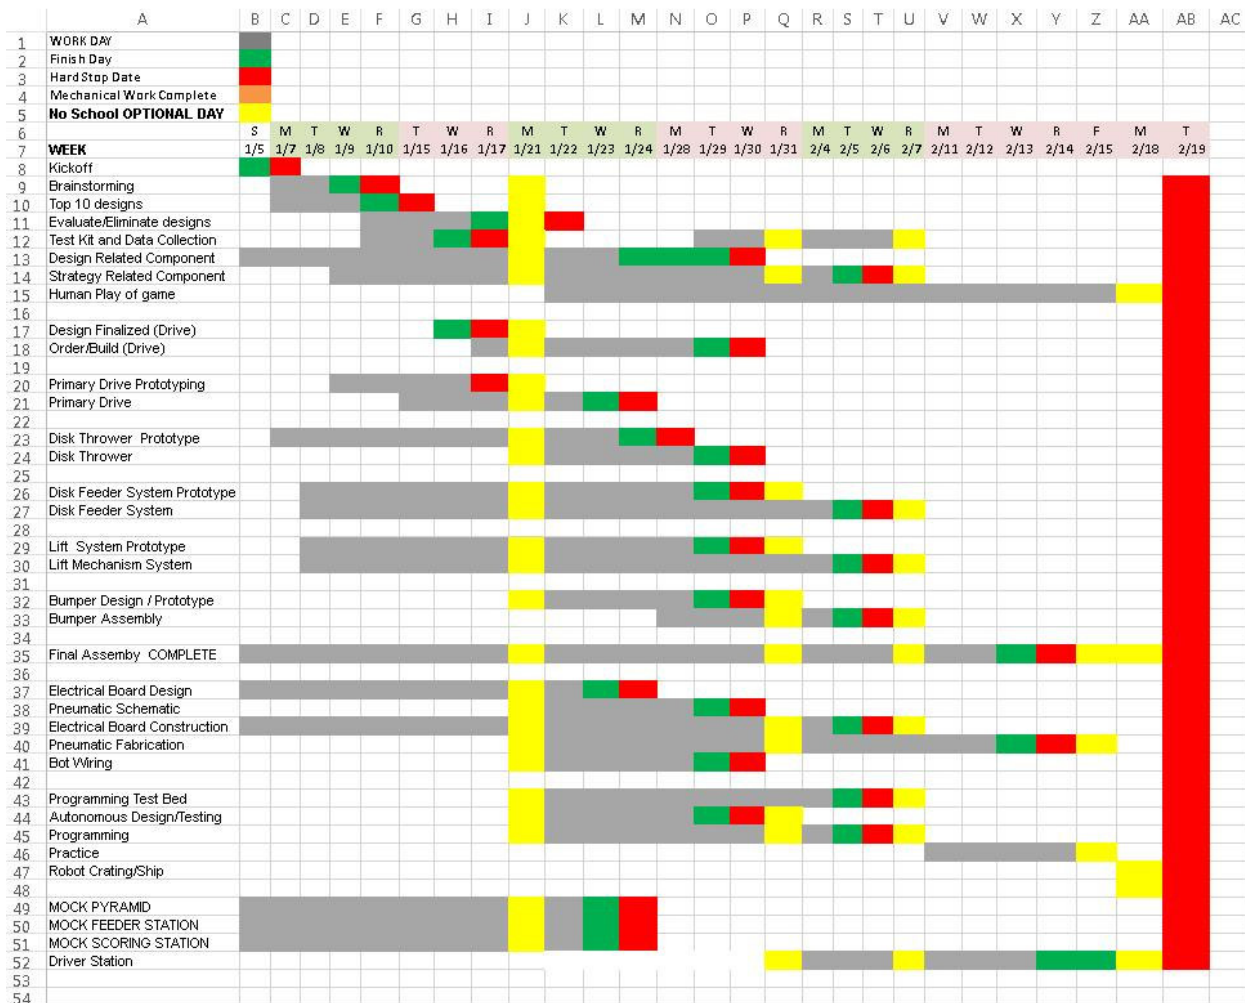 A B C D E F G H I J K L M N O P Q R S T U V W X Y Z AA AB AC
1 WORK DAY
2 Finish Day
3 Hard Stop Date
4 Mechanical Work Complete
5 No School OPTIONAL DAY
6 S M T W R T W R M T W R M T W R M T W R M T W R F M T
7 WEEK 1/5 1/7 1/8 1/9 1/10 1/15 1/16 1/17 1/21 1/22 1/23 1/24 1/28 1/29 1/30 1/31 2/4 2/5 2/6 2/7 2/11 2/12 2/13 2/14 2/15 2/18 2/19
8 Kickoff
9 Brainstorming
10 Top 10 designs
11 Evaluate/Eliminate designs
12 Test Kit and Data Collection
13 Design Related Component
14 Strategy Related Component
15 Human Play of game
16
17 Design Finalized (Drive)
18 Order/Build (Drive)
19
20 Primary Drive Prototyping
21 Primary Drive
22
23 Disk Thrower Prototype
24 Disk Thrower
25
26 Disk Feeder System Prototype
27 Disk Feeder System
28
29 Lift System Prototype
30 Lift Mechanism System
31
32 Bumper Design / Prototype
33 Bumper Assembly
34
35 Final Assemby COMPLETE
36
37 Electrical Board Design
38 Pneumatic Schematic
39 Electrical Board Construction
40 Pneumatic Fabrication
41 Bot Wiring
42
43 Programming Test Bed
44 Autonomous Design/Testing
45 Programming
46 Practice
47 Robot Crating/Ship
48
49 MOCK PYRAMID
50 MOCK FEEDER STATION
51 MOCK SCORING STATION
52 Driver Station
53
54